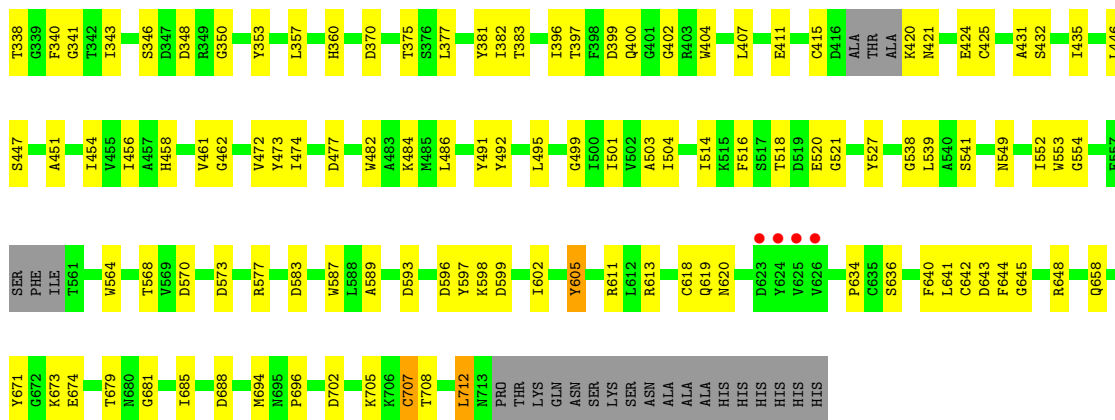 T338 G339 F340 G341 T342 I343 S346 D347 D348 R349 G350 Y353 L357 H360 D370 T375 S376 L377 Y381 I382 T383 I396 T397 F398 D399 Q400 G401 G402 R403 W404 L407 E411 C415 D416 ALA THR ALA K420 N421 E424 C425 A431 S432 I435 L446
S447 A451 I454 V455 I456 A457 H458 V461 G462 V472 Y473 I474 D477 W482 A483 K484 M485 L486 Y491 Y492 L495 G499 I500 I501 V502 A503 I504 I514 K515 F516 S517 T518 D519 E520 G521 Y527 G538 L539 A540 S541 N549 I552 W553 G554
SER PHE ILE T561 W564 T568 V569 D570 D573 R577 D583 W587 L588 A589 D593 D596 Y597 K598 D599 I602 Y605 R611 L612 R613 C618 Q619 N620 D623 Y624 V625 V626 P634 C635 S636 F640 L641 C642 D643 F644 G645 R648 Q658
Y671 G672 K673 E674 T679 N680 G681 I685 D688 M694 N695 P696 D702 K705 K706 C707 T708 L712 N713 PRO THR LYS GLN ASN SER LYS SER ASN ALA ALA ALA HIS HIS HIS HIS HIS HIS